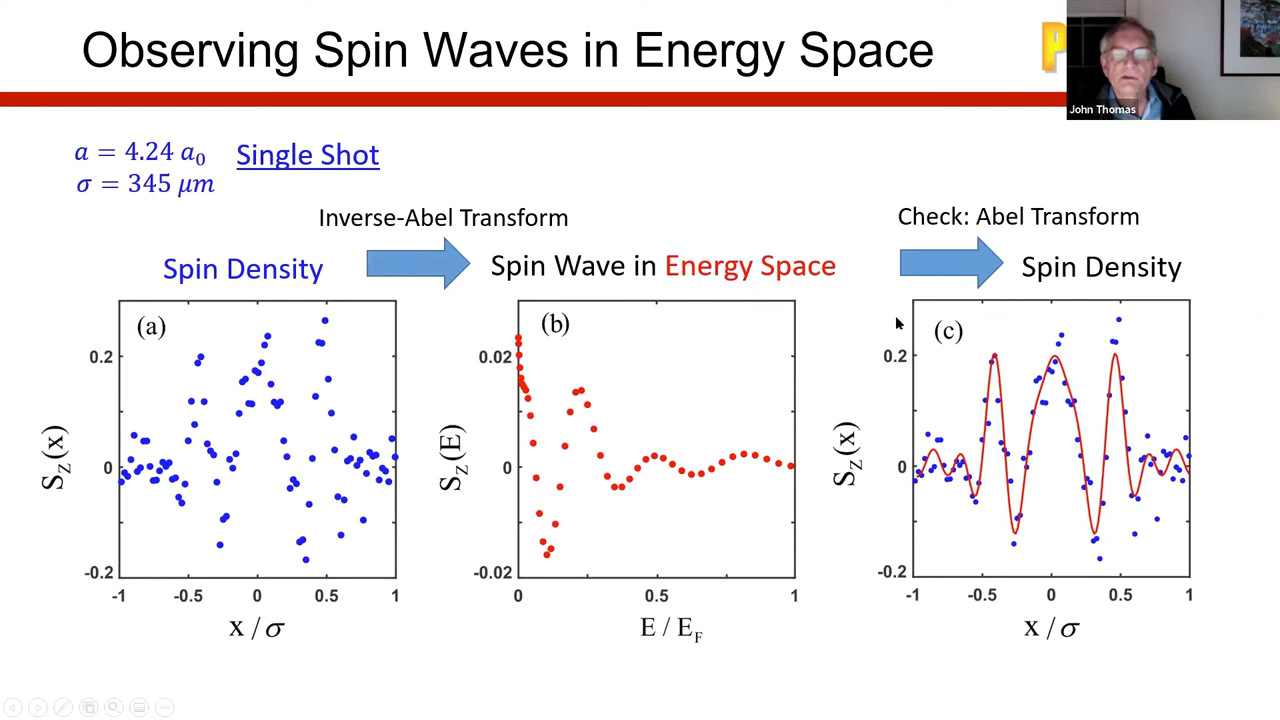 Observing Spin Waves in Energy Space
P
John Thomas
a = 4.24 a₀
Single Shot
σ = 345 μm
Inverse-Abel Transform
Check: Abel Transform
Spin Density
Spin Wave in Energy Space
Spin Density
(a)
0.2
0
-0.2
S_Z(x)
-1 -0.5 0 0.5 1
x / σ
(b)
0.02
0
-0.02
S_Z(E)
0 0.5 1
E / E_F
(c)
0.2
0
-0.2
S_Z(x)
-1 -0.5 0 0.5 1
x / σ